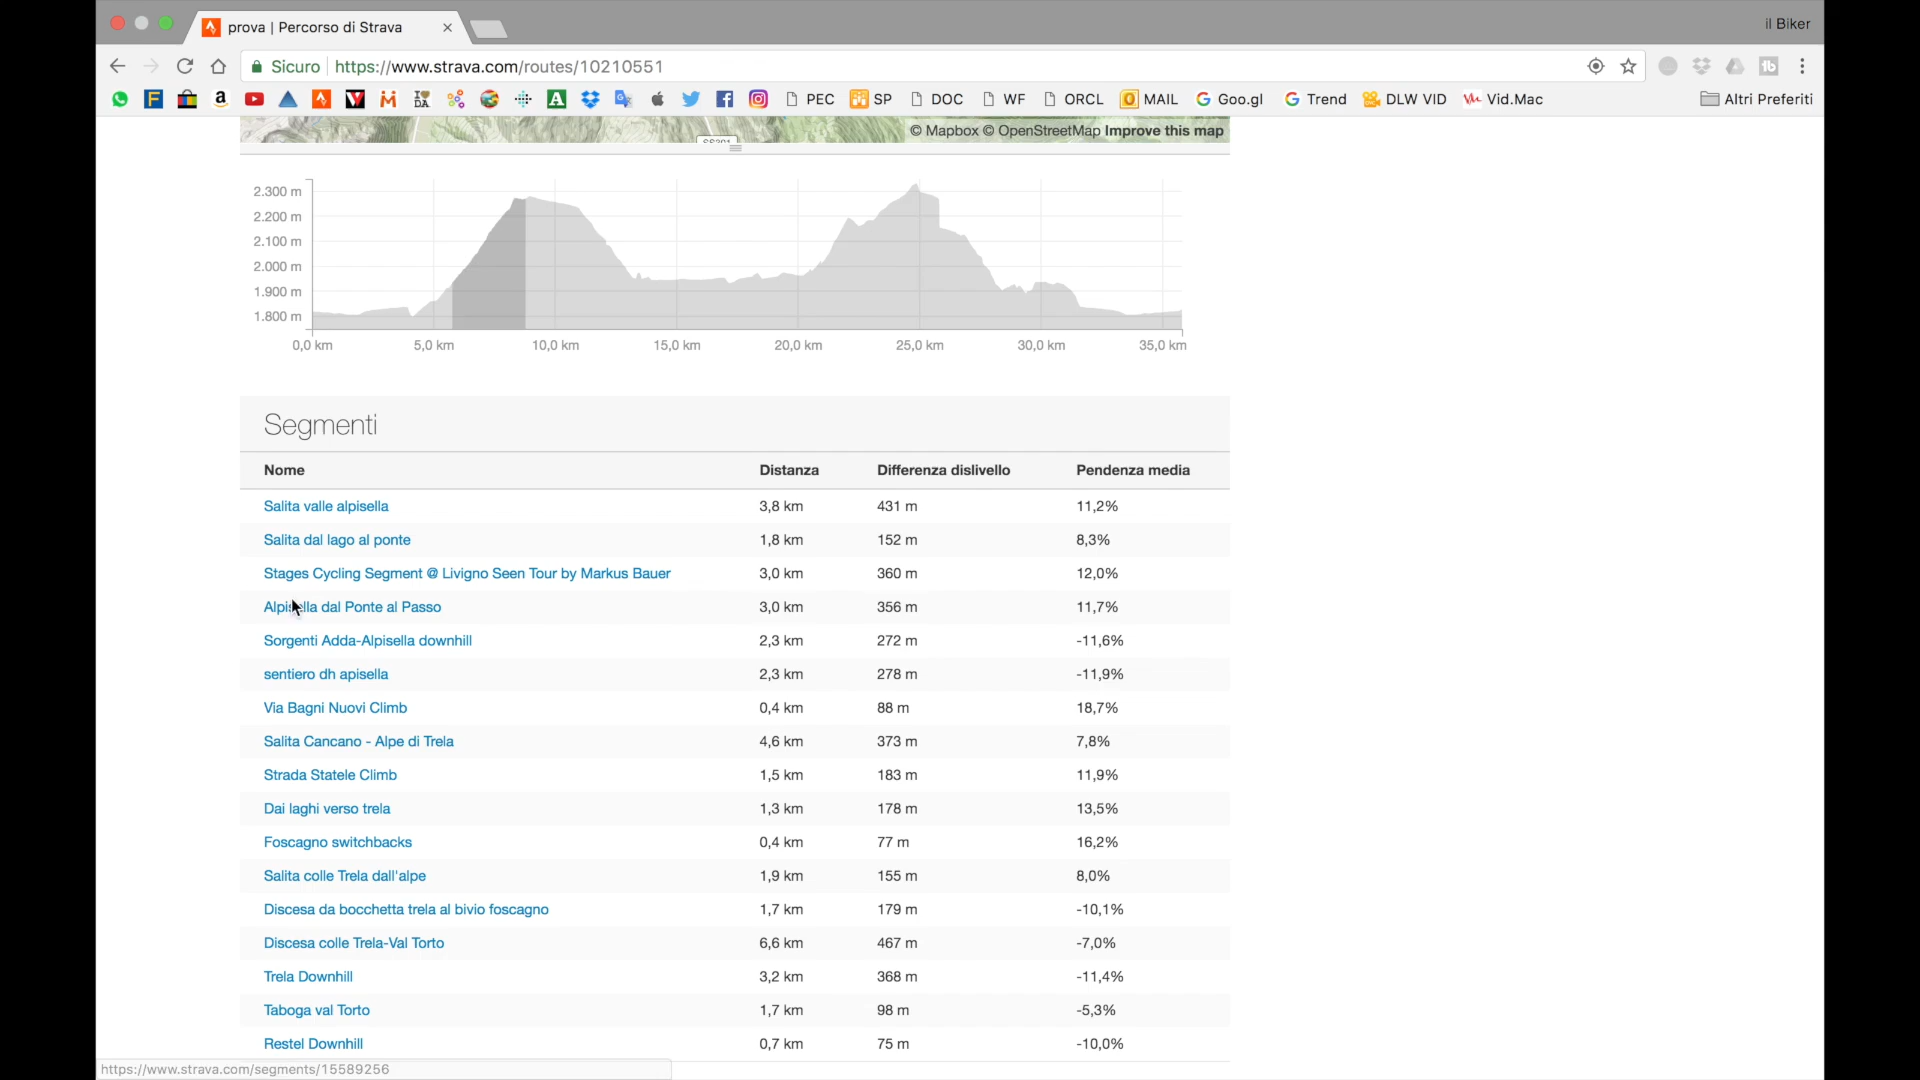 prova | Percorso di Strava
il Biker
Sicuro https://www.strava.com/routes/10210551
PEC SP DOC WF ORCL MAIL Goo.gl Trend DLW VID Vid.Mac Altri Preferiti
© Mapbox © OpenStreetMap Improve this map
2.300 m
2.200 m
2.100 m
2.000 m
1.900 m
1.800 m
0,0 km 5,0 km 10,0 km 15,0 km 20,0 km 25,0 km 30,0 km 35,0 km
Segmenti
Nome Distanza Differenza dislivello Pendenza media
Salita valle alpisella 3,8 km 431 m 11,2%
Salita dal lago al ponte 1,8 km 152 m 8,3%
Stages Cycling Segment @ Livigno Seen Tour by Markus Bauer 3,0 km 360 m 12,0%
Alpisella dal Ponte al Passo 3,0 km 356 m 11,7%
Sorgenti Adda-Alpisella downhill 2,3 km 272 m -11,6%
sentiero dh apisella 2,3 km 278 m -11,9%
Via Bagni Nuovi Climb 0,4 km 88 m 18,7%
Salita Cancano - Alpe di Trela 4,6 km 373 m 7,8%
Strada Statele Climb 1,5 km 183 m 11,9%
Dai laghi verso trela 1,3 km 178 m 13,5%
Foscagno switchbacks 0,4 km 77 m 16,2%
Salita colle Trela dall'alpe 1,9 km 155 m 8,0%
Discesa da bocchetta trela al bivio foscagno 1,7 km 179 m -10,1%
Discesa colle Trela-Val Torto 6,6 km 467 m -7,0%
Trela Downhill 3,2 km 368 m -11,4%
Taboga val Torto 1,7 km 98 m -5,3%
Restel Downhill 0,7 km 75 m -10,0%
https://www.strava.com/segments/15589256